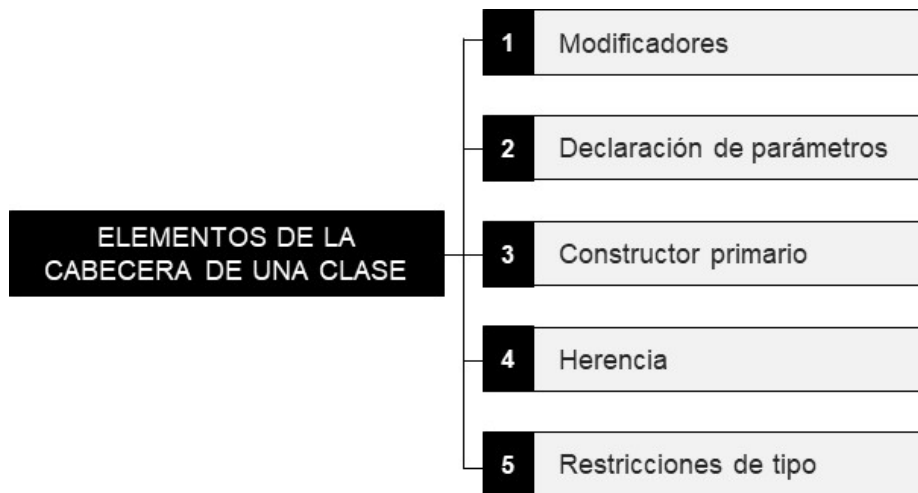 ELEMENTOS DE LA
CABECERA DE UNA CLASE
1 Modificadores
2 Declaración de parámetros
3 Constructor primario
4 Herencia
5 Restricciones de tipo